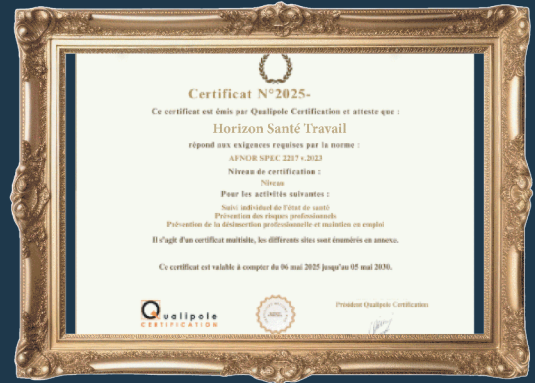 Certificat N°2025-
Ce certificat est émis par Qualipole Certification et atteste que :
Horizon Santé Travail
répond aux exigences requises par la norme :
AFNOR SPEC 2217 v.2023
Niveau de certification :
Niveau
Pour les activités suivantes :
Suivi individuel de l'état de santé
Prévention des risques professionnels
Prévention de la désinsertion professionnelle et maintien en emploi
Il s'agit d'un certificat multisite, les différents sites sont énumérés en annexe.
Ce certificat est valable à compter du 06 mai 2025 jusqu'au 05 mai 2030.
Qualipole
CERTIFICATION
Président Qualipole Certification